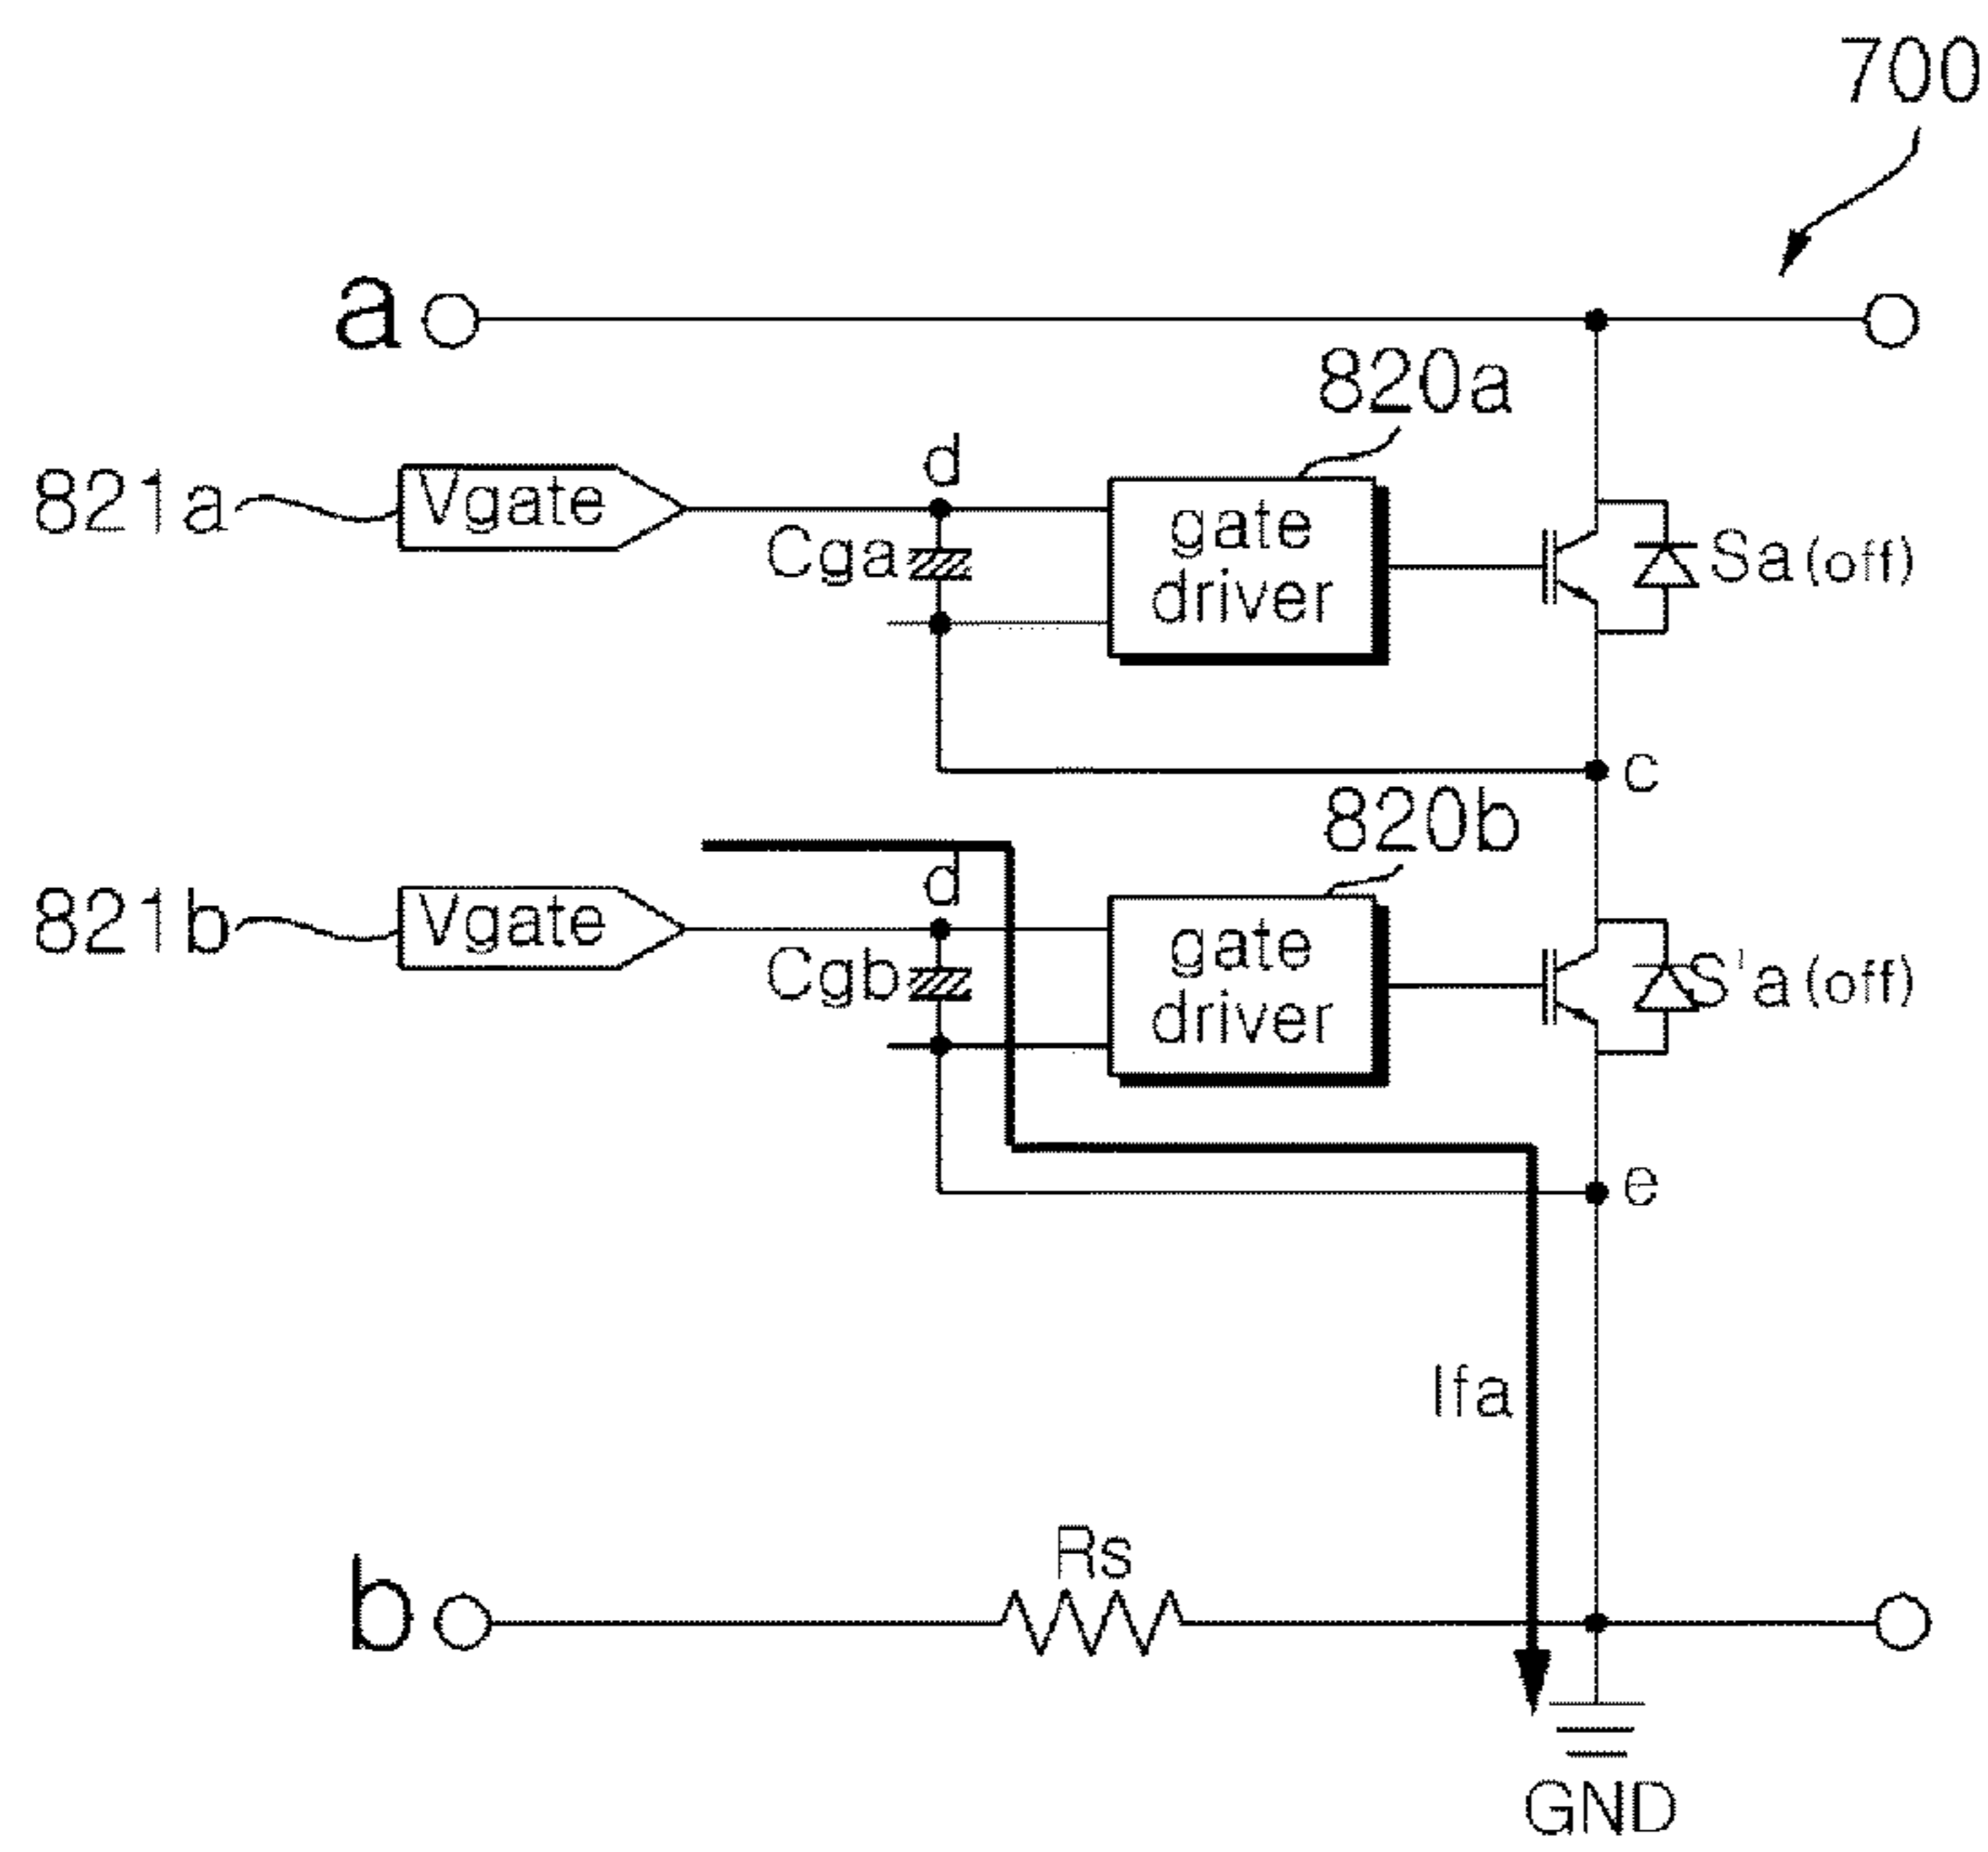 700
a
820a
d
821a
Vgate
Cga
gate
driver
Sa(off)
c
820b
d
821b
Vgate
Cgb
gate
driver
S'a(off)
e
Ifa
Rs
b
GND